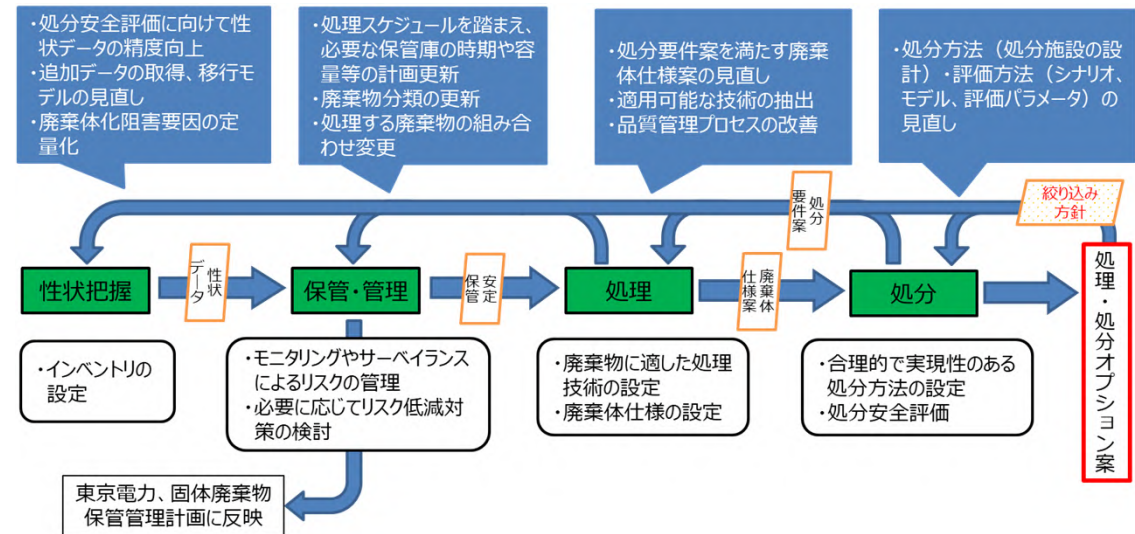 ・処分安全評価に向けて性
状データの精度向上
・追加データの取得、移行モ
デルの見直し
・廃棄体化阻害要因の定
量化
・処理スケジュールを踏まえ、
必要な保管庫の時期や容
量等の計画更新
・廃棄物分類の更新
・処理する廃棄物の組み合
わせ変更
・処分要件案を満たす廃棄
体仕様案の見直し
・適用可能な技術の抽出
・品質管理プロセスの改善
・処分方法（処分施設の設
計）・評価方法（シナリオ、
モデル、評価パラメータ）の
見直し
処分
要件案
絞り込み
方針
性状把握
性状
データ
保管・管理
安定
保管
処理
廃棄体
仕様案
処分
処理・処分オプション案
・インベントリの
設定
・モニタリングやサーベイランス
によるリスクの管理
・必要に応じてリスク低減対
策の検討
・廃棄物に適した処理
技術の設定
・廃棄体仕様の設定
・合理的で実現性のある
処分方法の設定
・処分安全評価
東京電力、固体廃棄物
保管管理計画に反映